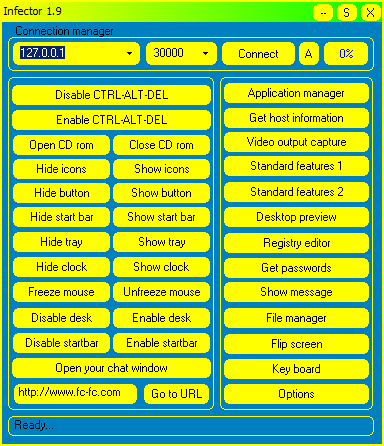 Infector 1.9 -- S X
Connection manager
127.0.0.1 30000 Connect A 0%
Disable CTRL-ALT-DEL
Enable CTRL-ALT-DEL
Open CD rom Close CD rom
Hide icons Show icons
Hide button Show button
Hide start bar Show start bar
Hide tray Show tray
Hide clock Show clock
Freeze mouse Unfreeze mouse
Disable desk Enable desk
Disable startbar Enable startbar
Open your chat window
http://www.fc-fc.com Go to URL
Application manager
Get host information
Video output capture
Standard features 1
Standard features 2
Desktop preview
Registry editor
Get passwords
Show message
File manager
Flip screen
Key board
Options
Ready...